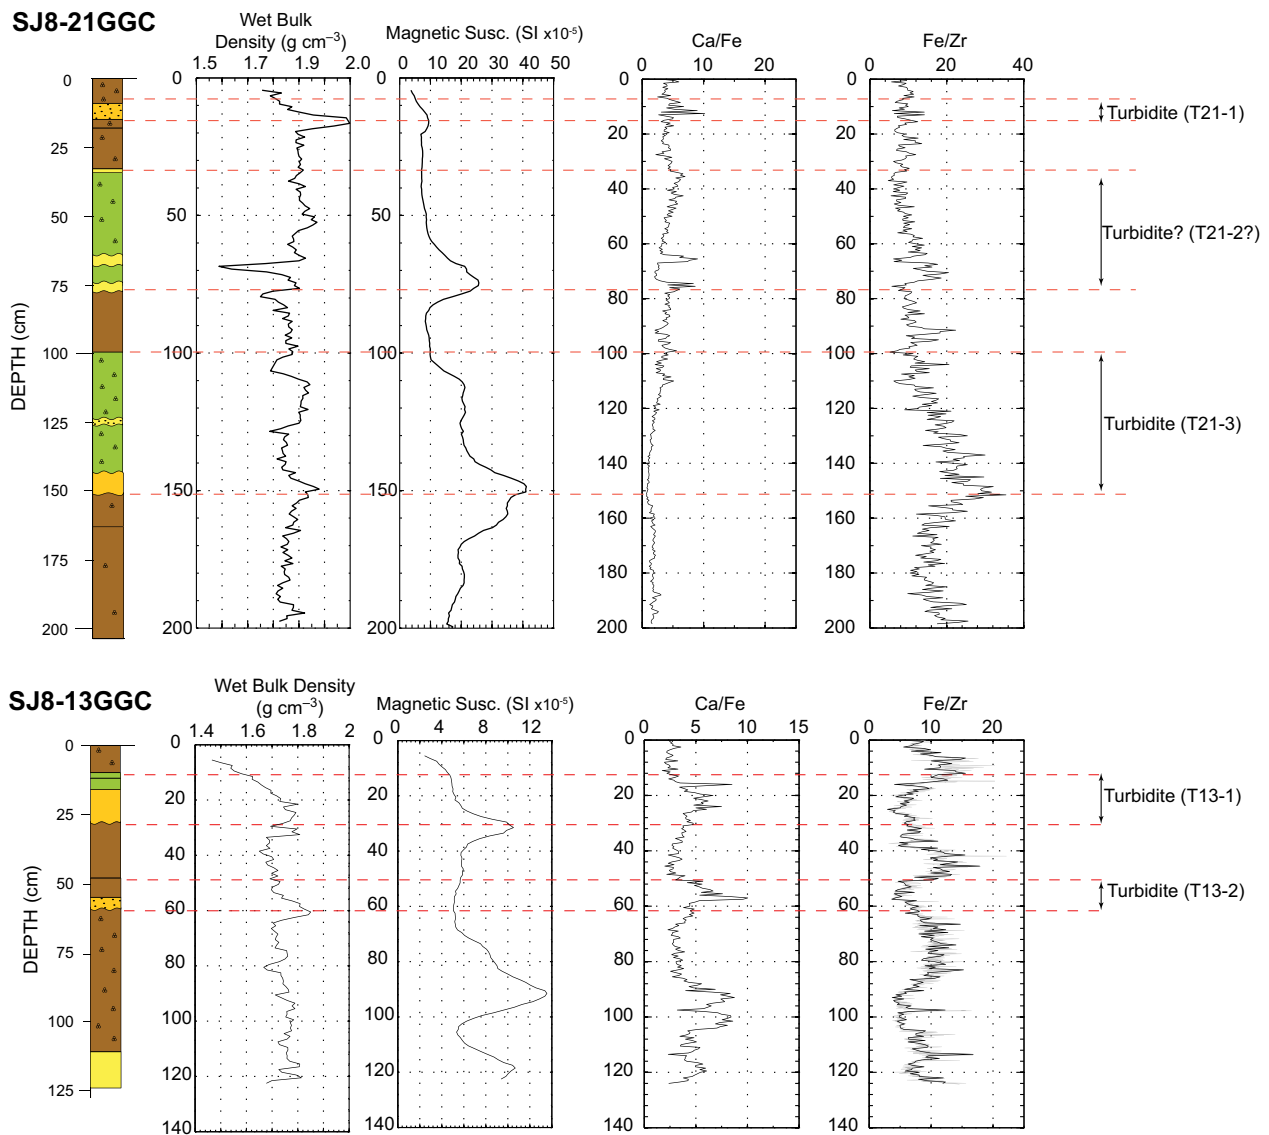 SJ8-21GGC
Wet Bulk
Density (g cm–3)
1.5 1.7 1.9 2.0
Magnetic Susc. (SI x10-5)
0 10 20 30 40 50
Ca/Fe
0 10 20
Fe/Zr
0 20 40
DEPTH (cm)
0
25
50
75
100
125
150
175
200
0
50
100
150
200
0
50
100
150
200
0
20
40
60
80
100
120
140
160
180
200
0
20
40
60
80
100
120
140
160
180
200
Turbidite (T21-1)
Turbidite? (T21-2?)
Turbidite (T21-3)
SJ8-13GGC
Wet Bulk Density
(g cm–3)
1.4 1.6 1.8 2
Magnetic Susc. (SI x10-5)
0 4 8 12
Ca/Fe
0 5 10 15
Fe/Zr
0 10 20
DEPTH (cm)
0
25
50
75
100
125
0
20
40
60
80
100
120
140
0
20
40
60
80
100
120
140
0
20
40
60
80
100
120
140
0
20
40
60
80
100
120
140
Turbidite (T13-1)
Turbidite (T13-2)